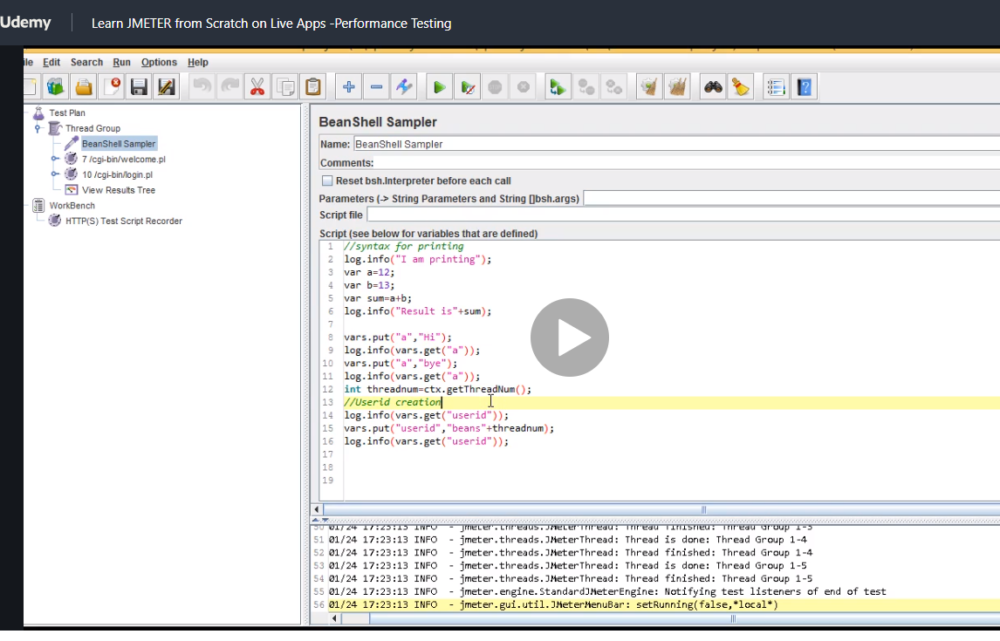 Udemy
Learn JMETER from Scratch on Live Apps -Performance Testing
ile Edit Search Run Options Help
Test Plan
Thread Group
BeanShell Sampler
7 /cgi-bin/welcome.pl
10 /cgi-bin/login.pl
View Results Tree
WorkBench
HTTP(S) Test Script Recorder
BeanShell Sampler
Name: BeanShell Sampler
Comments:
Reset bsh.Interpreter before each call
Parameters (-> String Parameters and String []bsh.args)
Script file
Script (see below for variables that are defined)
1 //syntax for printing
2 log.info("I am printing");
3 var a=12;
4 var b=13;
5 var sum=a+b;
6 log.info("Result is"+sum);
7
8 vars.put("a","Hi");
9 log.info(vars.get("a"));
10 vars.put("a","bye");
11 log.info(vars.get("a"));
12 int threadnum=ctx.getThreadNum();
13 //Userid creation
14 log.info(vars.get("userid"));
15 vars.put("userid","beans"+threadnum);
16 log.info(vars.get("userid"));
17
18
19
50 01/24 17:23:13 INFO - jmeter.threads.JMeterThread: Thread finished: Thread Group 1-3
51 01/24 17:23:13 INFO - jmeter.threads.JMeterThread: Thread is done: Thread Group 1-4
52 01/24 17:23:13 INFO - jmeter.threads.JMeterThread: Thread finished: Thread Group 1-4
53 01/24 17:23:13 INFO - jmeter.threads.JMeterThread: Thread is done: Thread Group 1-5
54 01/24 17:23:13 INFO - jmeter.threads.JMeterThread: Thread finished: Thread Group 1-5
55 01/24 17:23:13 INFO - jmeter.engine.StandardJMeterEngine: Notifying test listeners of end of test
56 01/24 17:23:13 INFO - jmeter.gui.util.JMeterMenuBar: setRunning(false,*local*)